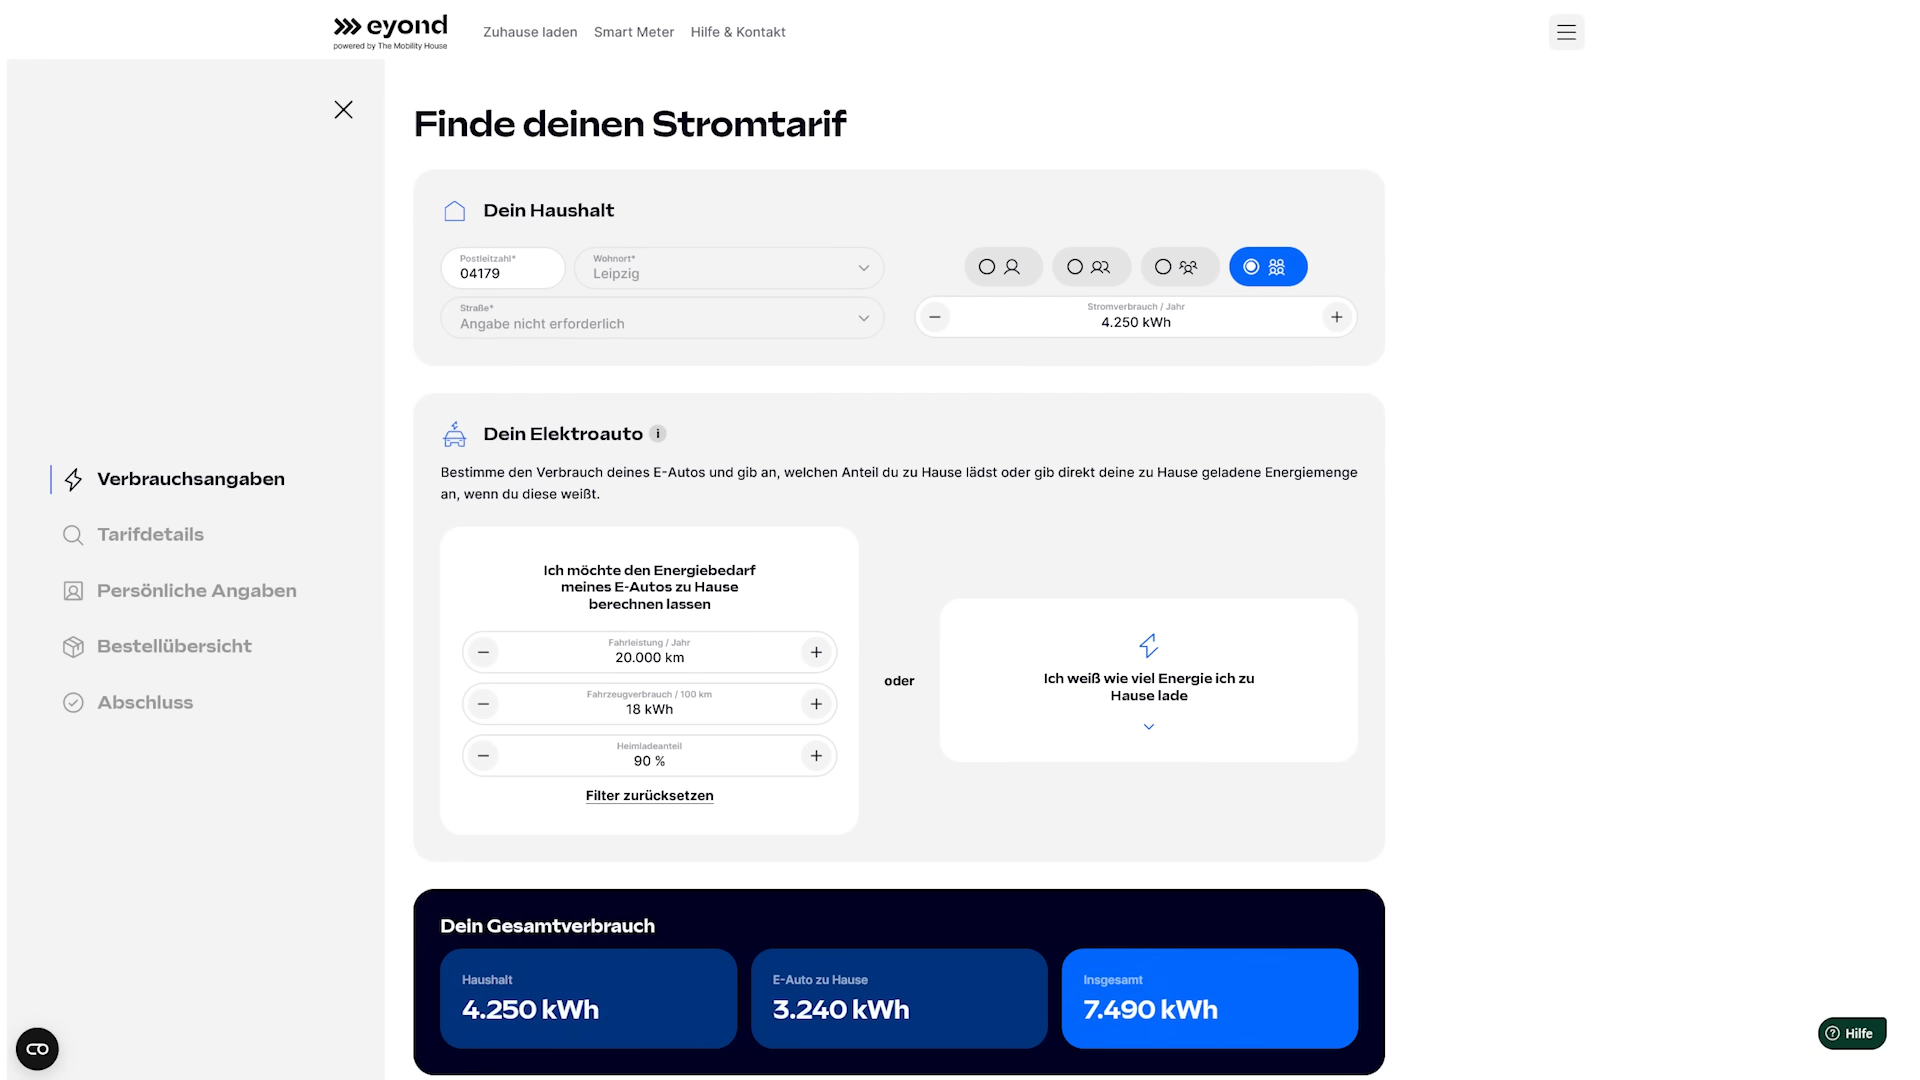 eyond
powered by The Mobility House
Zuhause laden
Smart Meter
Hilfe & Kontakt
Finde deinen Stromtarif
Dein Haushalt
Postleitzahl*
04179
Wohnort*
Leipzig
Straße*
Angabe nicht erforderlich
Stromverbrauch / Jahr
4.250 kWh
Dein Elektroauto
i
Bestimme den Verbrauch deines E-Autos und gib an, welchen Anteil du zu Hause lädst oder gib direkt deine zu Hause geladene Energiemenge
an, wenn du diese weißt.
Verbrauchsangaben
Tarifdetails
Persönliche Angaben
Bestellübersicht
Abschluss
Ich möchte den Energiebedarf
meines E-Autos zu Hause
berechnen lassen
Fahrleistung / Jahr
20.000 km
Fahrzeugverbrauch / 100 km
18 kWh
Heimladeanteil
90 %
Filter zurücksetzen
oder
Ich weiß wie viel Energie ich zu
Hause lade
Dein Gesamtverbrauch
Haushalt
4.250 kWh
E-Auto zu Hause
3.240 kWh
Insgesamt
7.490 kWh
Hilfe